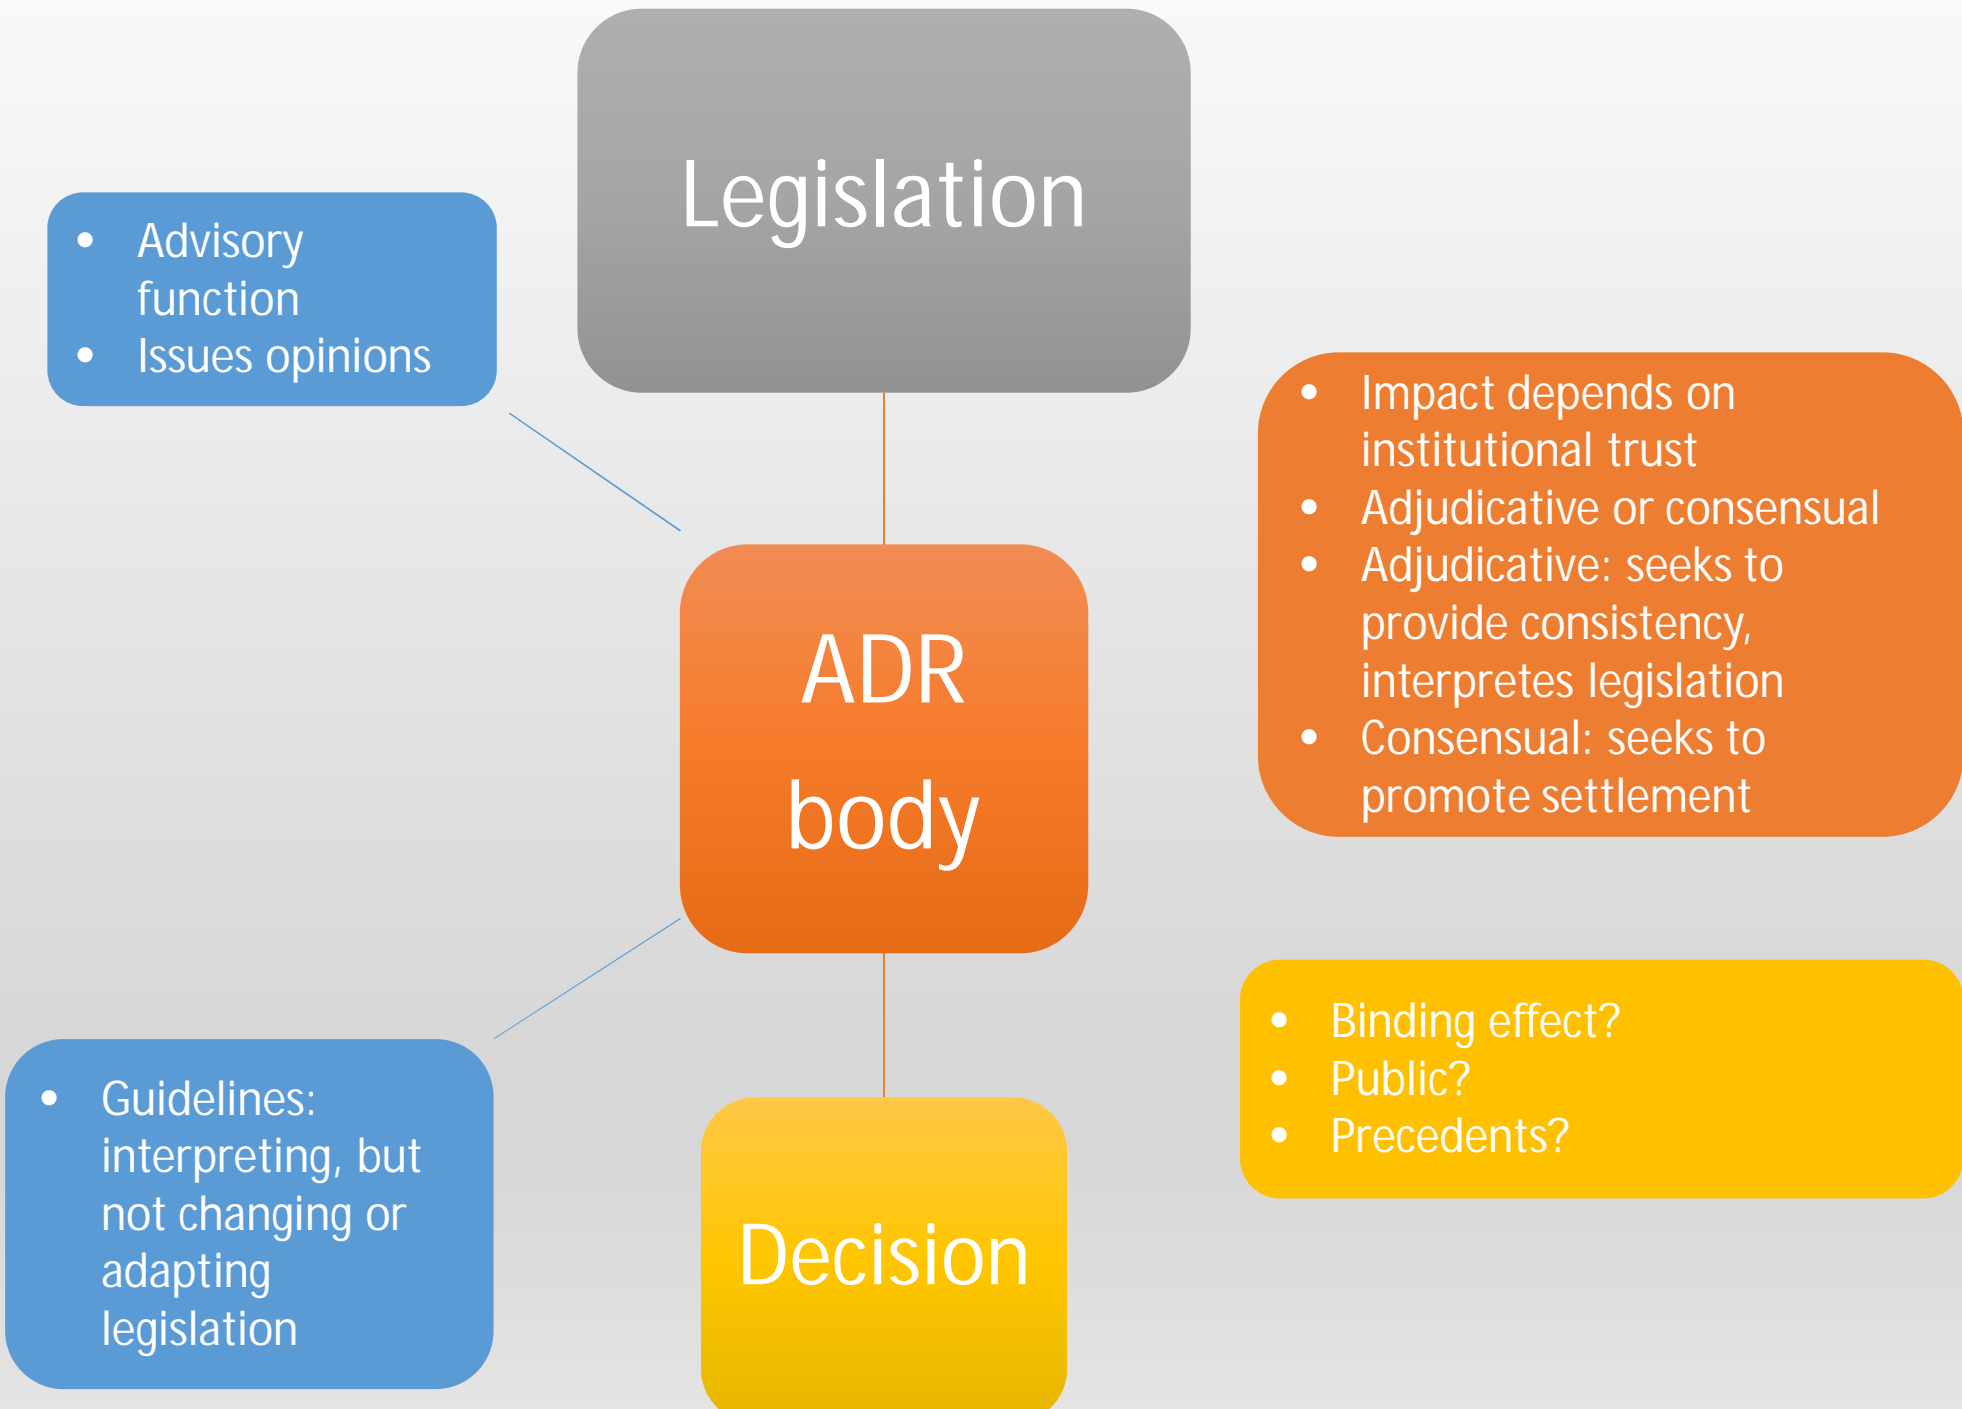 Legislation
• Advisory
function
• Issues opinions
• Impact depends on
institutional trust
• Adjudicative or consensual
• Adjudicative: seeks to
provide consistency,
interpretes legislation
• Consensual: seeks to
promote settlement
ADR
body
• Binding effect?
• Public?
• Precedents?
• Guidelines:
interpreting, but
not changing or
adapting
legislation
Decision